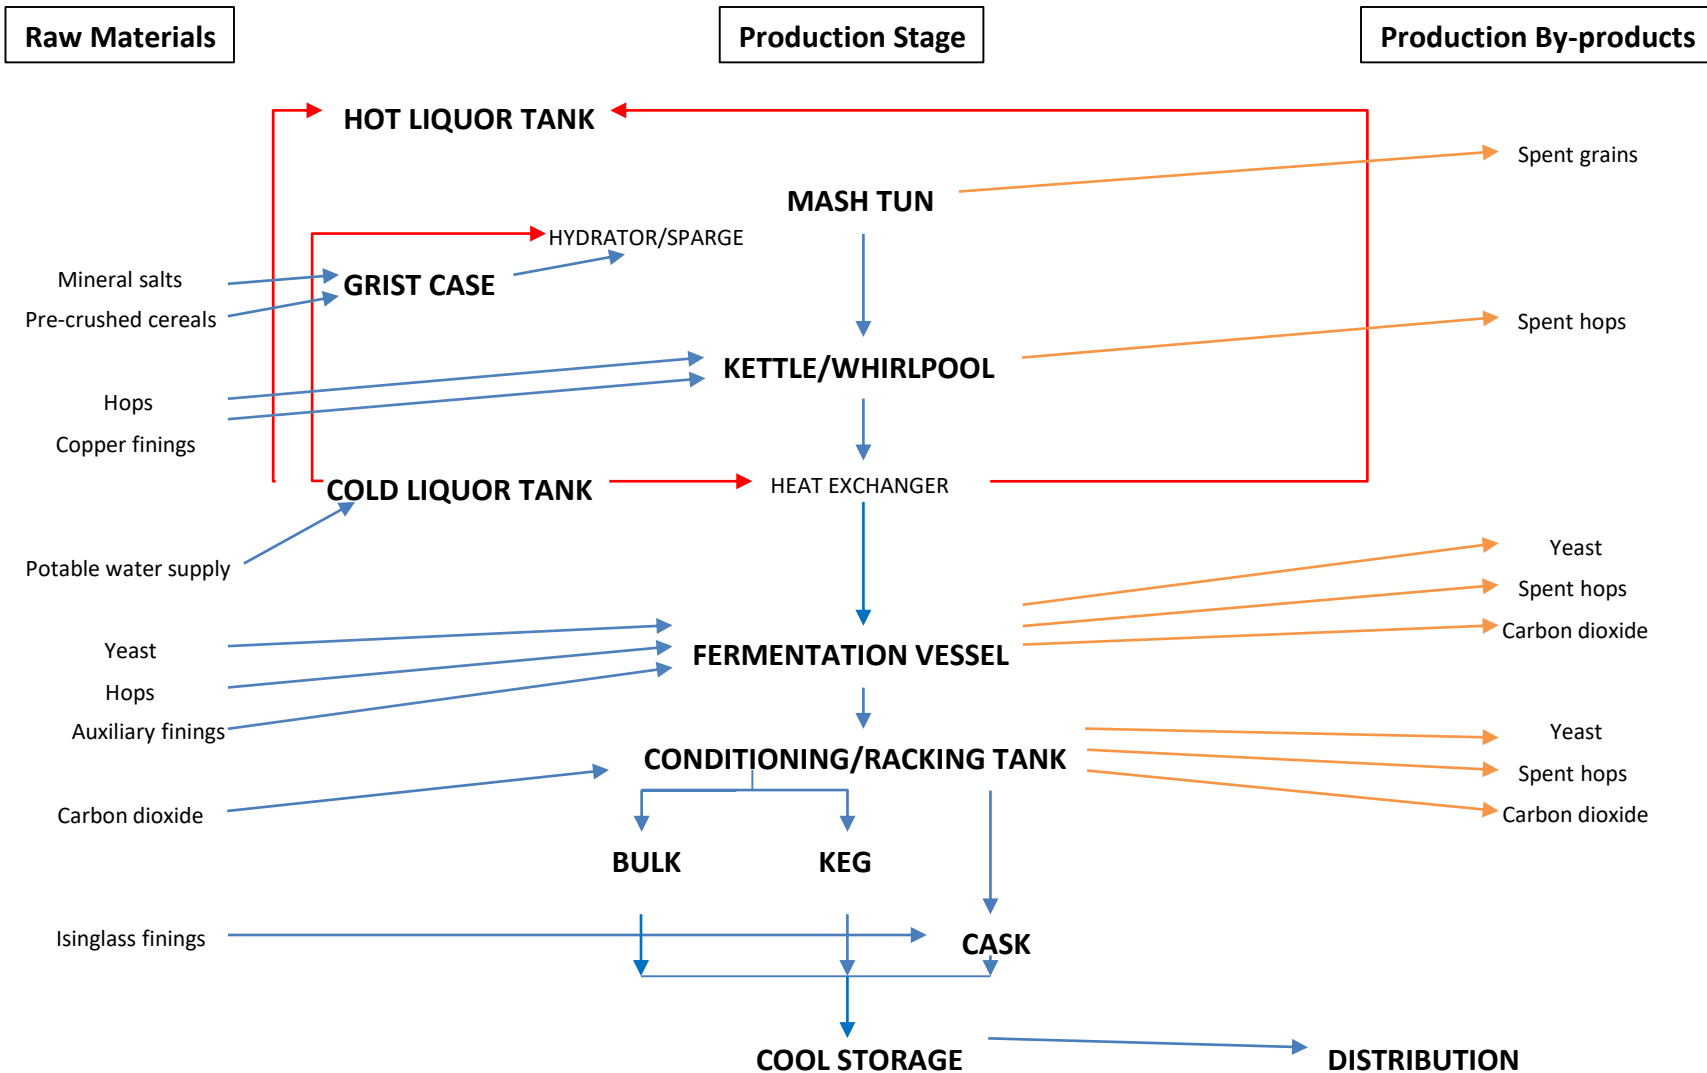 Raw Materials
Production Stage
Production By-products
HOT LIQUOR TANK
Spent grains
MASH TUN
HYDRATOR/SPARGE
Mineral salts
GRIST CASE
Pre-crushed cereals
Spent hops
KETTLE/WHIRLPOOL
Hops
Copper finings
COLD LIQUOR TANK
HEAT EXCHANGER
Potable water supply
Yeast
Spent hops
Carbon dioxide
Yeast
FERMENTATION VESSEL
Hops
Auxiliary finings
Yeast
CONDITIONING/RACKING TANK
Spent hops
Carbon dioxide
Carbon dioxide
BULK
KEG
Isinglass finings
CASK
COOL STORAGE
DISTRIBUTION